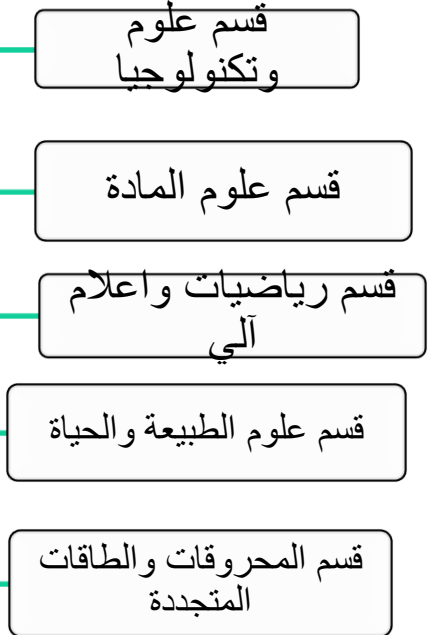 قسم علوم
وتكنولوجيا
قسم علوم المادة
قسم رياضيات واعلام
آلي
قسم علوم الطبيعة والحياة
قسم المحروقات والطاقات
المتجددة